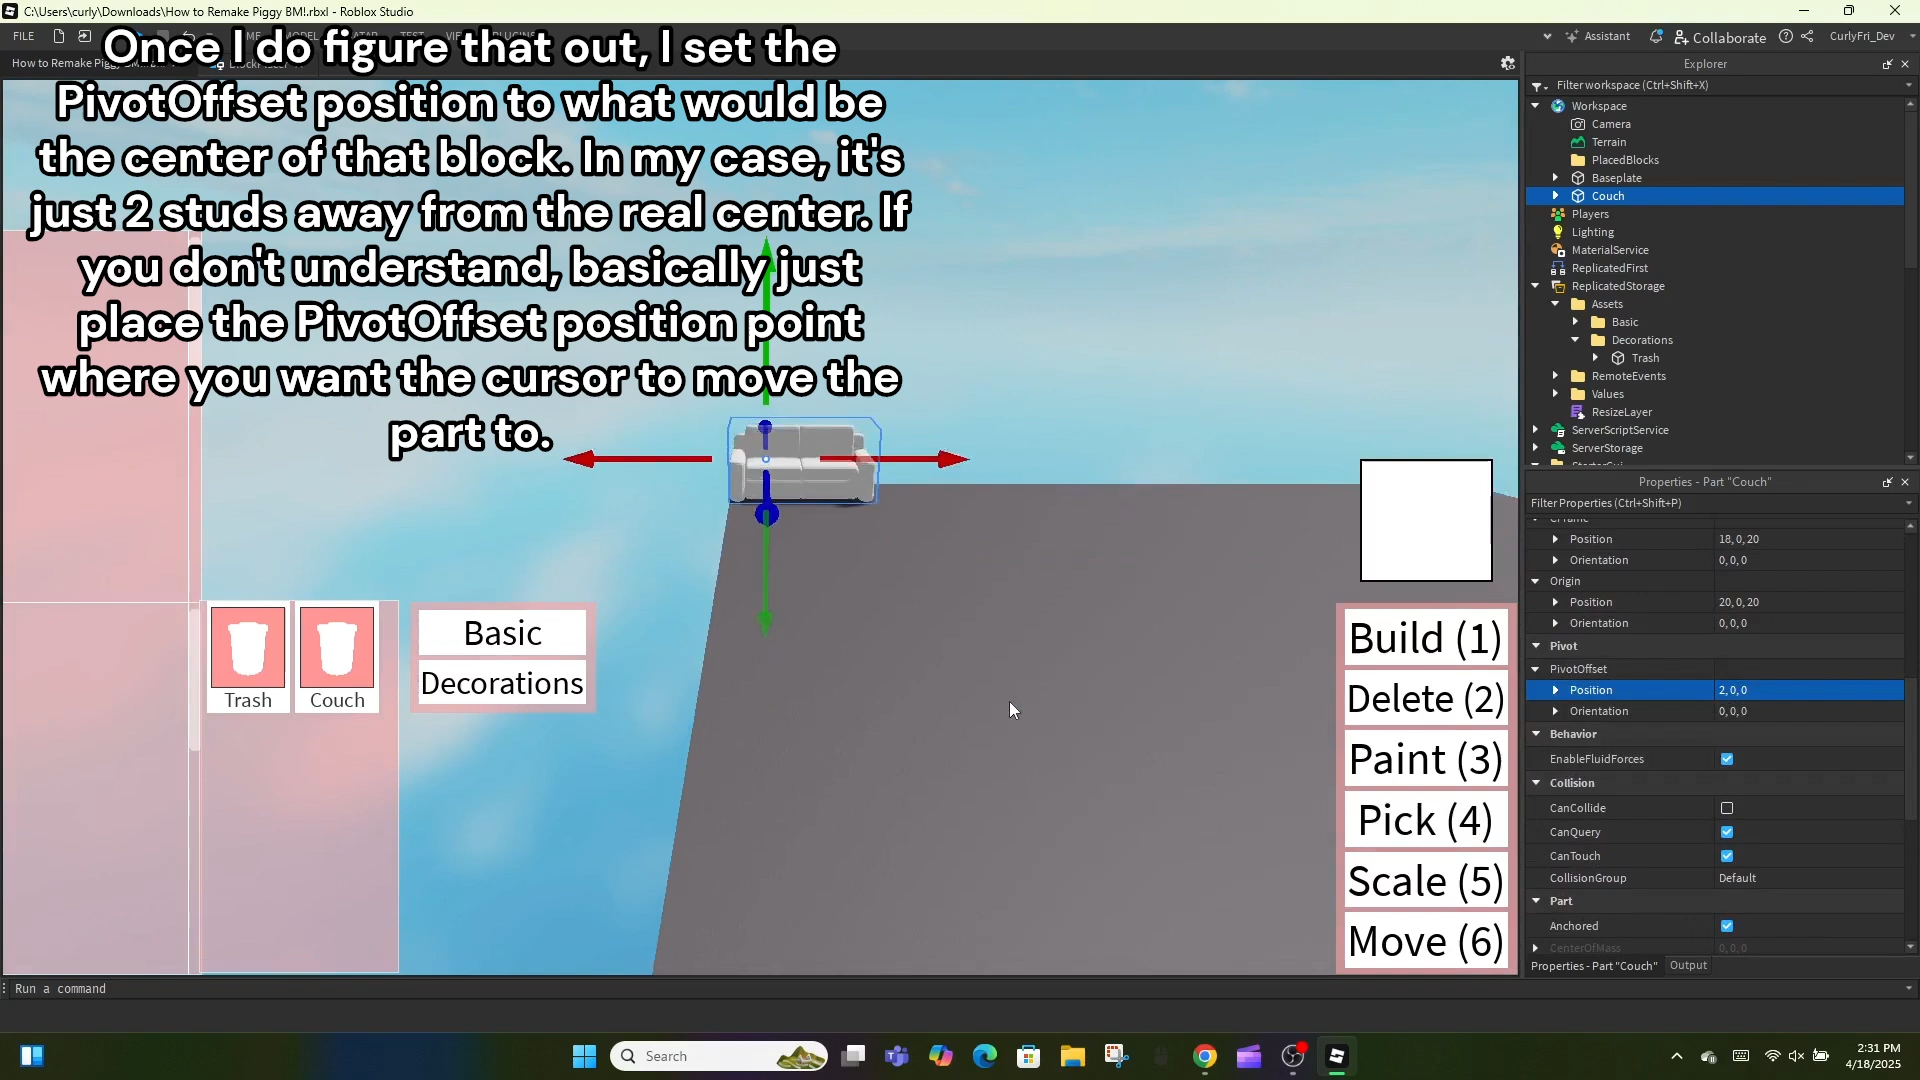 C:\Users\curly\Downloads\How to Remake Piggy BM!.rbxl - Roblox Studio
FILE
Assistant
Collaborate
CurlyFri_Dev
Once I do figure that out, I set the
PivotOffset position to what would be
the center of that block. In my case, it's
just 2 studs away from the real center. If
you don't understand, basically just
place the PivotOffset position point
where you want the cursor to move the
part to.
Trash
Couch
Basic
Decorations
Build (1)
Delete (2)
Paint (3)
Pick (4)
Scale (5)
Move (6)
Explorer
Filter workspace (Ctrl+Shift+X)
Workspace
Camera
Terrain
PlacedBlocks
Baseplate
Couch
Players
Lighting
MaterialService
ReplicatedFirst
ReplicatedStorage
Assets
Basic
Decorations
Trash
RemoteEvents
Values
ResizeLayer
ServerScriptService
ServerStorage
Properties - Part "Couch"
Filter Properties (Ctrl+Shift+P)
Position 18, 0, 20
Orientation 0, 0, 0
Origin
Position 20, 0, 20
Orientation 0, 0, 0
Pivot
PivotOffset
Position 2, 0, 0
Orientation 0, 0, 0
Behavior
EnableFluidForces
Collision
CanCollide
CanQuery
CanTouch
CollisionGroup Default
Part
Anchored
CenterOfMass 0, 0, 0
Properties - Part "Couch" Output
Run a command
Search
2:31 PM
4/18/2025